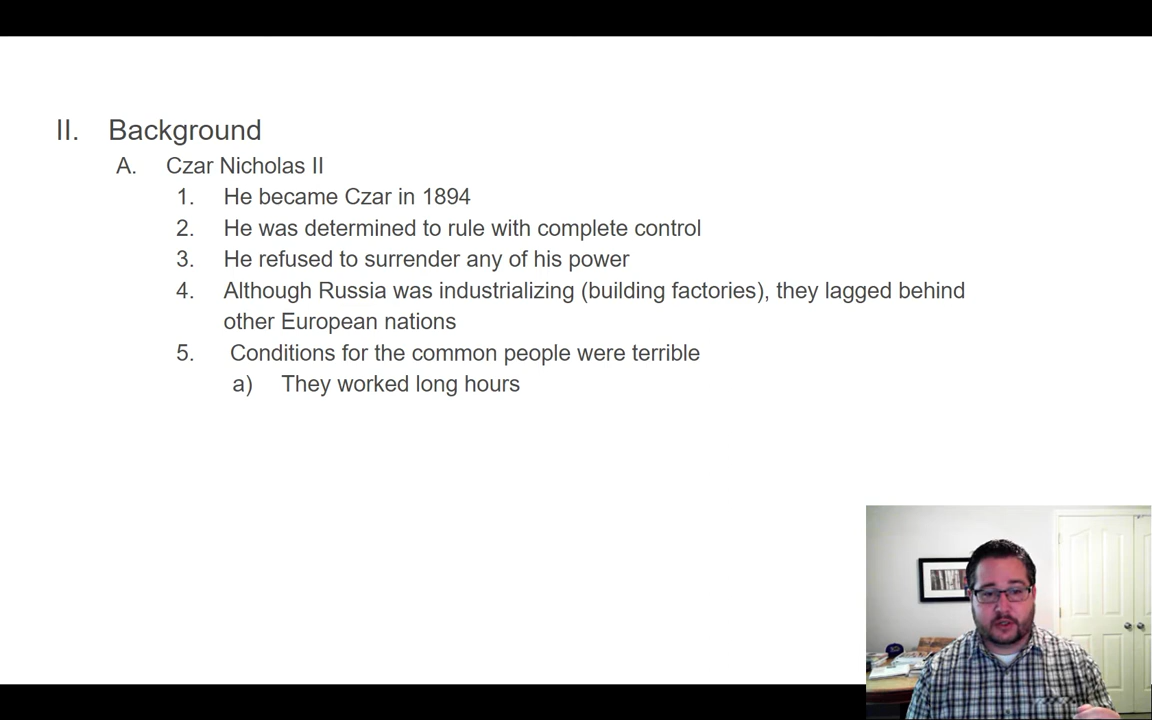 II. Background
A. Czar Nicholas II
1. He became Czar in 1894
2. He was determined to rule with complete control
3. He refused to surrender any of his power
4. Although Russia was industrializing (building factories), they lagged behind
other European nations
5. Conditions for the common people were terrible
a) They worked long hours